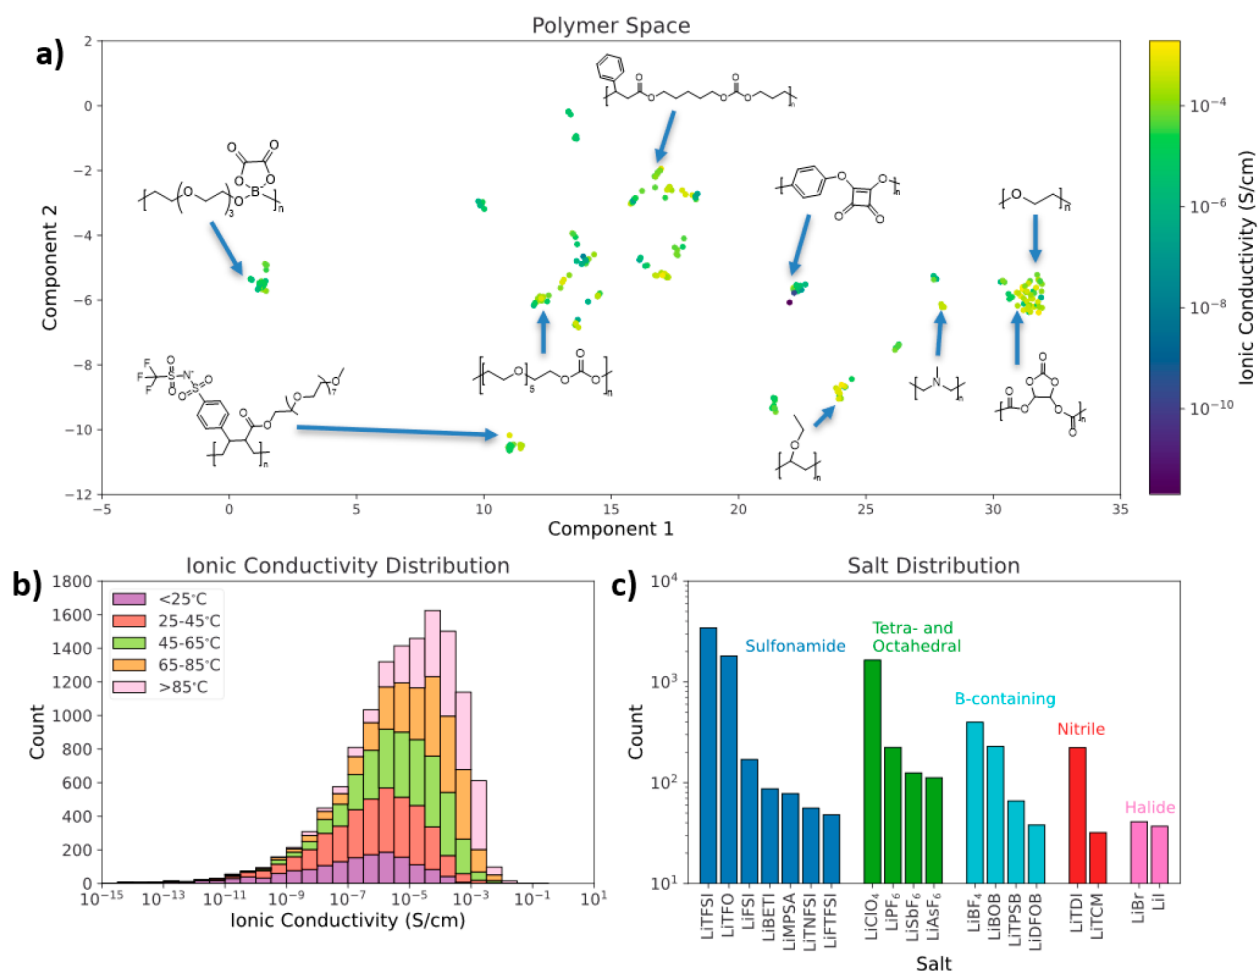 a)
Polymer Space
Component 2
2
0
−2
−4
−6
−8
−10
−12
−5
0
5
10
15
20
25
30
35
Component 1
Ionic Conductivity (S/cm)
10⁻⁴
10⁻⁶
10⁻⁸
10⁻¹⁰
O
O
O
O
O
O
B
3
n
O
O
O
O
O
n
O
O
O
O
n
O
n
F
F
F
O
S
O
N⁻
O
S
O
O
O
O
O
7
n
O
5
O
O
O
n
O
n
N
n
O
O
O
O
O
O
O
n
b)
Ionic Conductivity Distribution
<25°C
25-45°C
45-65°C
65-85°C
>85°C
Count
1800
1600
1400
1200
1000
800
600
400
200
0
10⁻¹⁵
10⁻¹³
10⁻¹¹
10⁻⁹
10⁻⁷
10⁻⁵
10⁻³
10⁻¹
10¹
Ionic Conductivity (S/cm)
c)
Salt Distribution
Count
10⁴
10³
10²
10¹
Sulfonamide
Tetra- and
Octahedral
B-containing
Nitrile
Halide
LiTFSI
LiTFO
LiFSI
LiBETI
LiMPSA
LiTNFSI
LiFTFSI
LiClO₄
LiPF₆
LiSbF₆
LiAsF₆
LiBF₄
LiBOB
LiTPSB
LiDFOB
LiTDI
LiTCM
LiBr
LiI
Salt